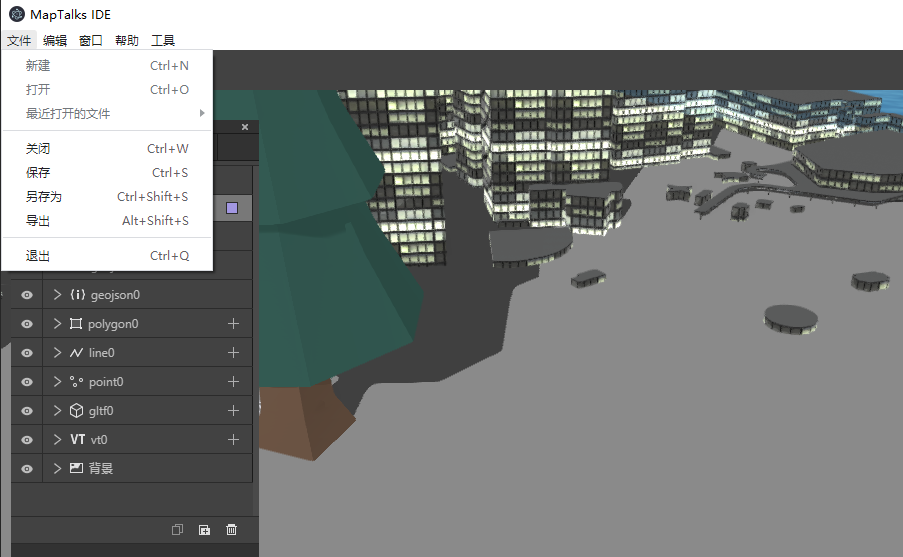 MapTalks IDE
文件 编辑 窗口 帮助 工具
新建 Ctrl+N
打开 Ctrl+O
最近打开的文件
关闭 Ctrl+W
保存 Ctrl+S
另存为 Ctrl+Shift+S
导出 Alt+Shift+S
退出 Ctrl+Q
geojson0
polygon0
line0
point0
gltf0
VT vt0
背景